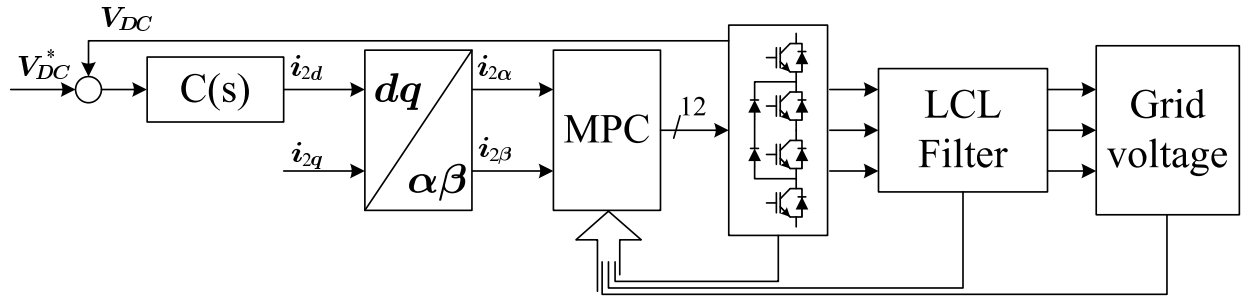 V_DC
V*_DC
C(s)
i_2d
i_2q
dq
αβ
i_2α
i_2β
MPC
12
LCL
Filter
Grid
voltage